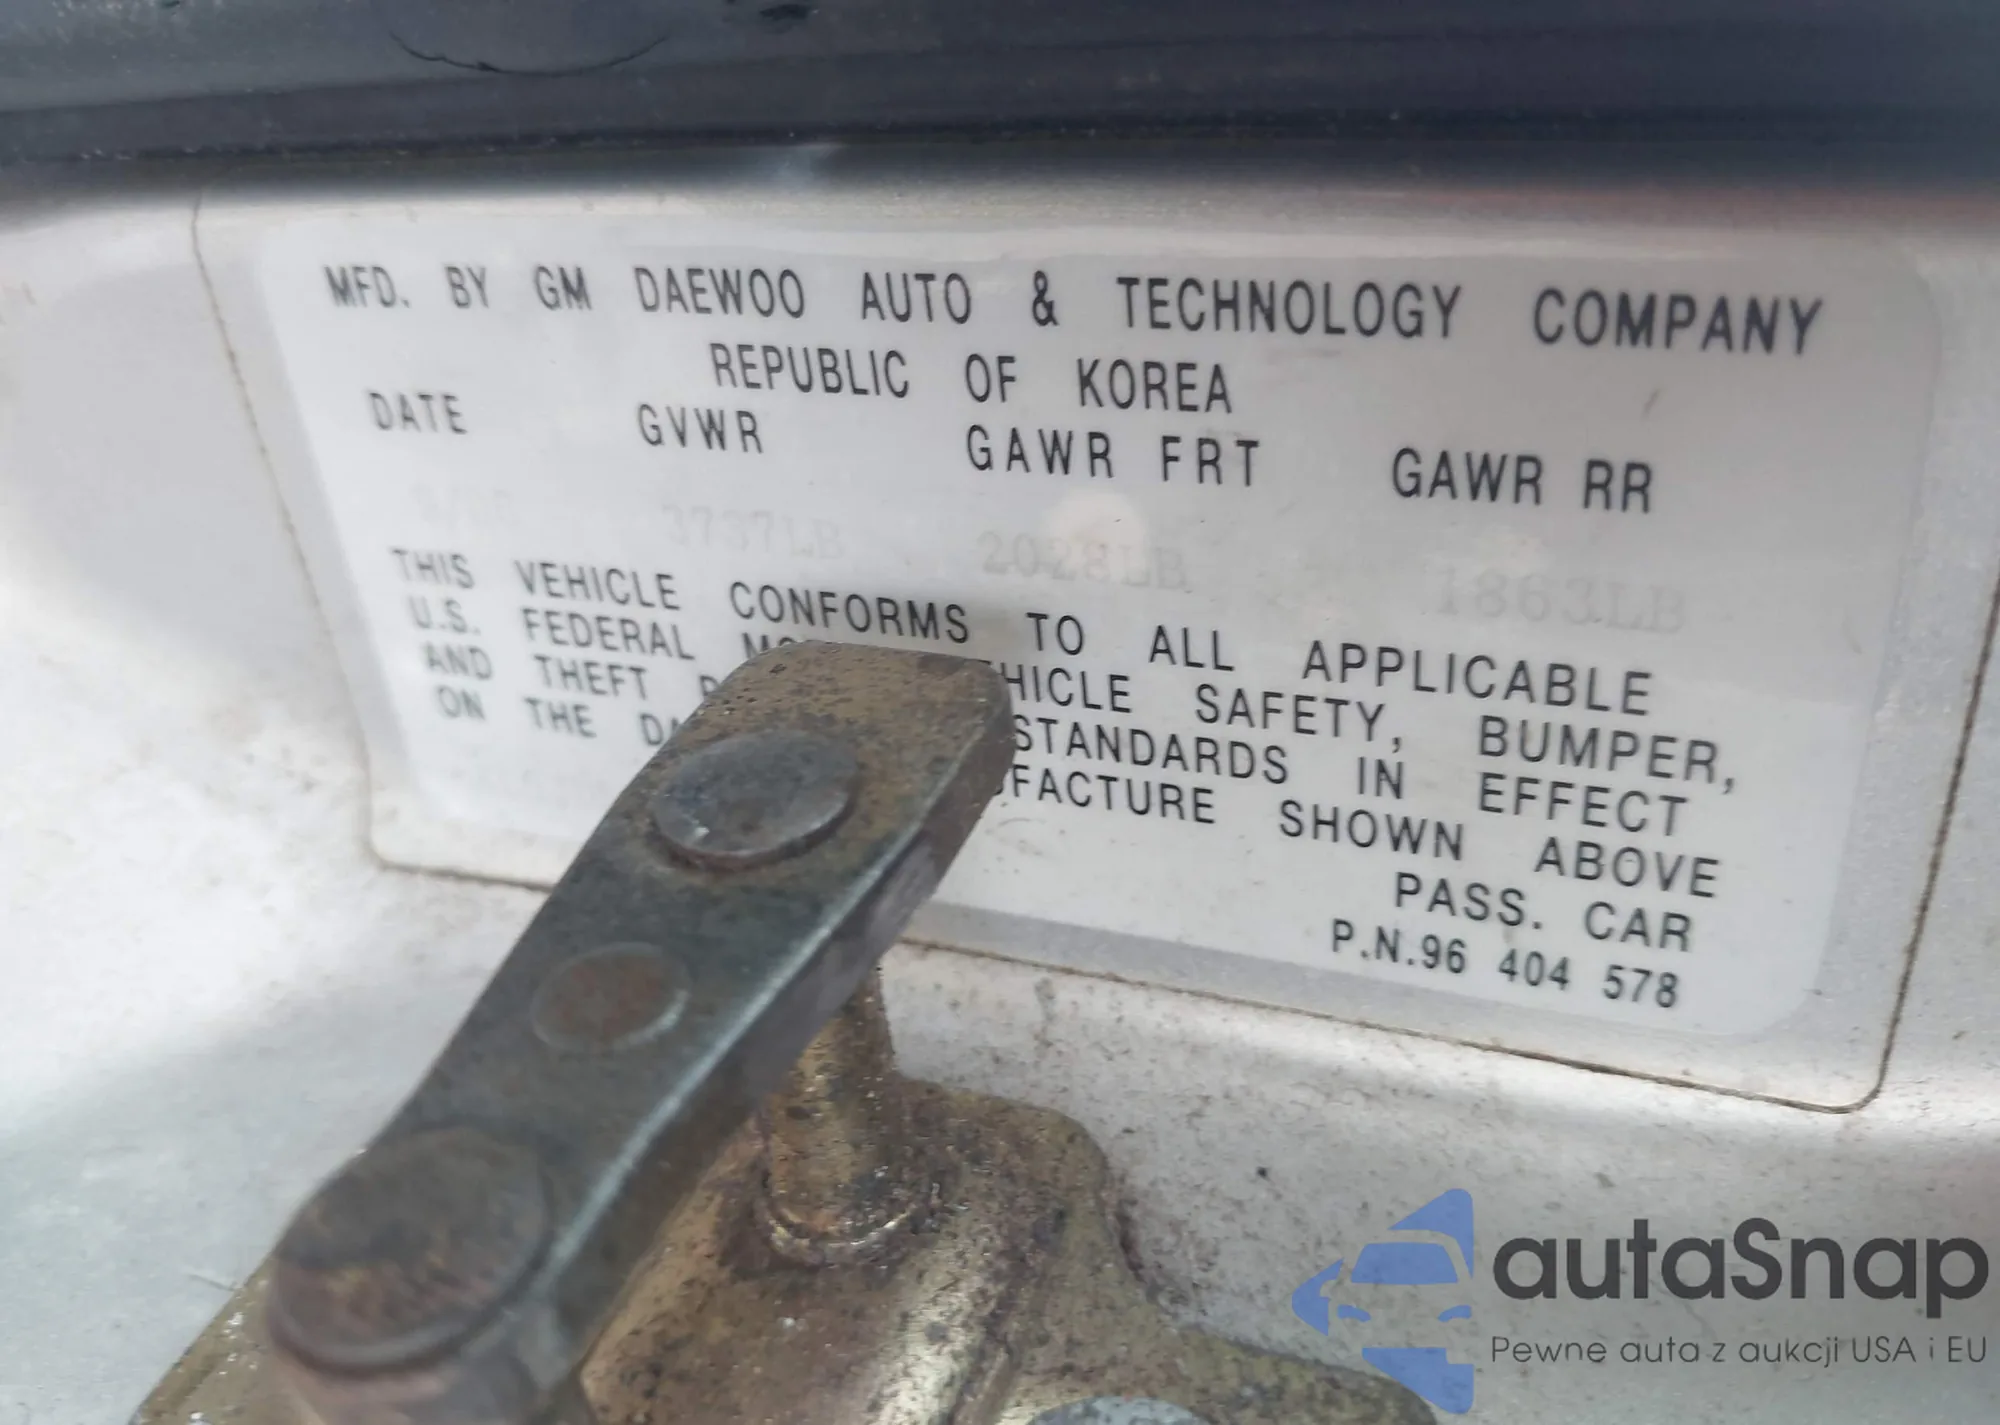 MFD. BY GM DAEWOO AUTO & TECHNOLOGY COMPANY
REPUBLIC OF KOREA
DATE GVWR GAWR FRT GAWR RR
3737LB 2028LB 1863LB
THIS VEHICLE CONFORMS TO ALL APPLICABLE
U.S. FEDERAL VEHICLE SAFETY, BUMPER,
AND THEFT STANDARDS IN EFFECT
ON THE SHOWN ABOVE
PASS. CAR
P.N.96 404 578
autaSnap
Pewne auta z aukcji USA i EU